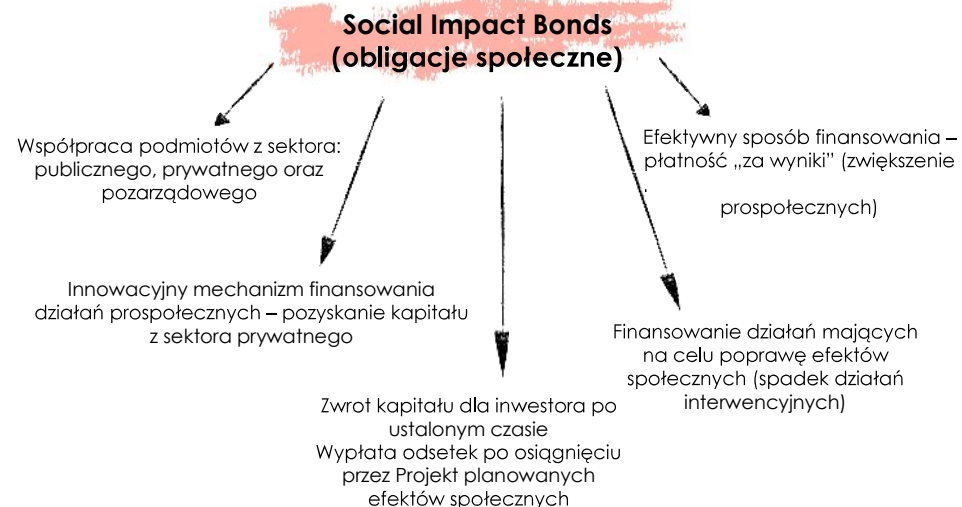 Social Impact Bonds
(obligacje społeczne)
Współpraca podmiotów z sektora:
publicznego, prywatnego oraz
pozarządowego
Innowacyjny mechanizm finansowania
działań prospołecznych – pozyskanie kapitału
z sektora prywatnego
Zwrot kapitału dla inwestora po
ustalonym czasie
Wypłata odsetek po osiągnięciu
przez Projekt planowanych
efektów społecznych
Finansowanie działań mających
na celu poprawę efektów
społecznych (spadek działań
interwencyjnych)
Efektywny sposób finansowania –
płatność „za wyniki” (zwiększenie
.
prospołecznych)